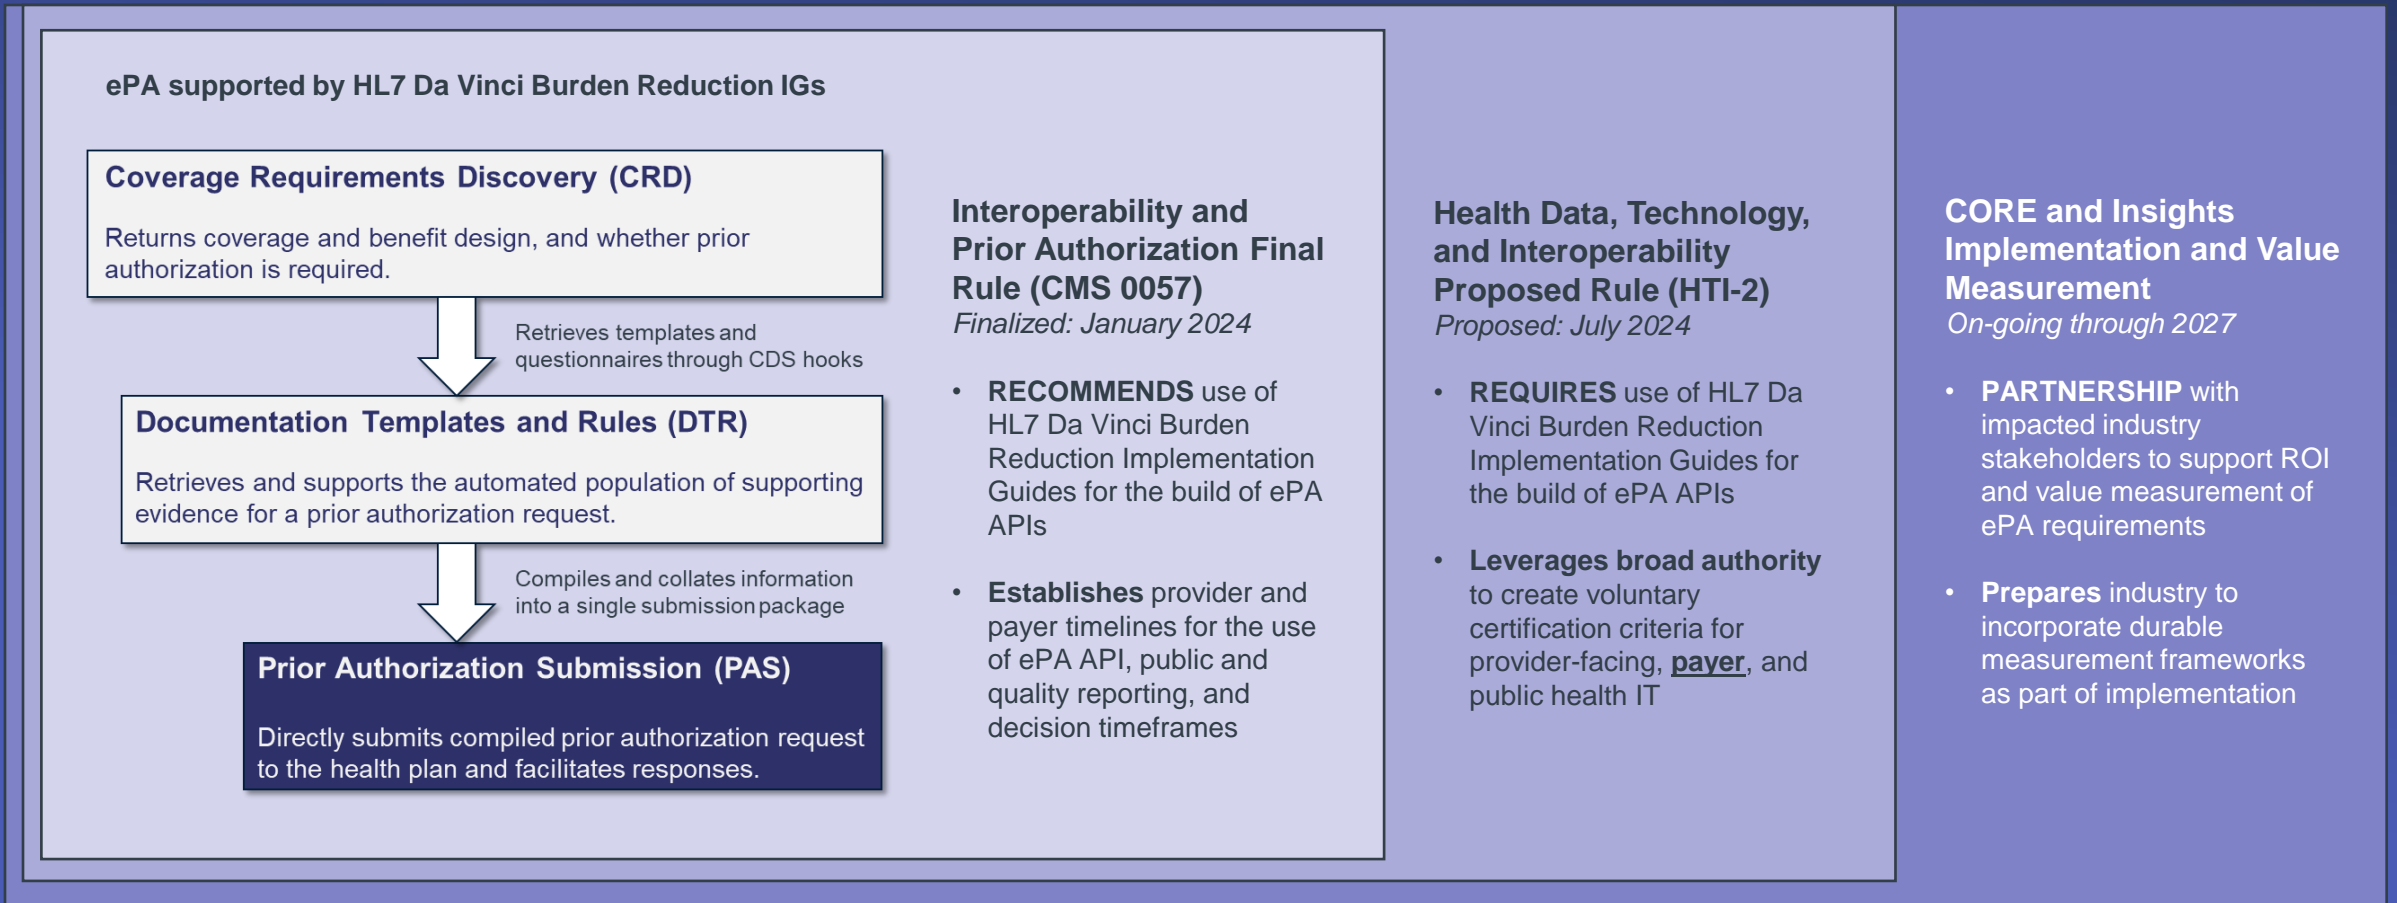 ePA supported by HL7 Da Vinci Burden Reduction IGs
Coverage Requirements Discovery (CRD)
Returns coverage and benefit design, and whether prior
authorization is required.
Retrieves templates and
questionnaires through CDS hooks
Documentation Templates and Rules (DTR)
Retrieves and supports the automated population of supporting
evidence for a prior authorization request.
Compiles and collates information
into a single submission package
Prior Authorization Submission (PAS)
Directly submits compiled prior authorization request
to the health plan and facilitates responses.
Interoperability and
Prior Authorization Final
Rule (CMS 0057)
Finalized: January 2024
• RECOMMENDS use of
HL7 Da Vinci Burden
Reduction Implementation
Guides for the build of ePA
APIs
• Establishes provider and
payer timelines for the use
of ePA API, public and
quality reporting, and
decision timeframes
Health Data, Technology,
and Interoperability
Proposed Rule (HTI-2)
Proposed: July 2024
• REQUIRES use of HL7 Da
Vinci Burden Reduction
Implementation Guides for
the build of ePA APIs
• Leverages broad authority
to create voluntary
certification criteria for
provider-facing, payer, and
public health IT
CORE and Insights
Implementation and Value
Measurement
On-going through 2027
• PARTNERSHIP with
impacted industry
stakeholders to support ROI
and value measurement of
ePA requirements
• Prepares industry to
incorporate durable
measurement frameworks
as part of implementation